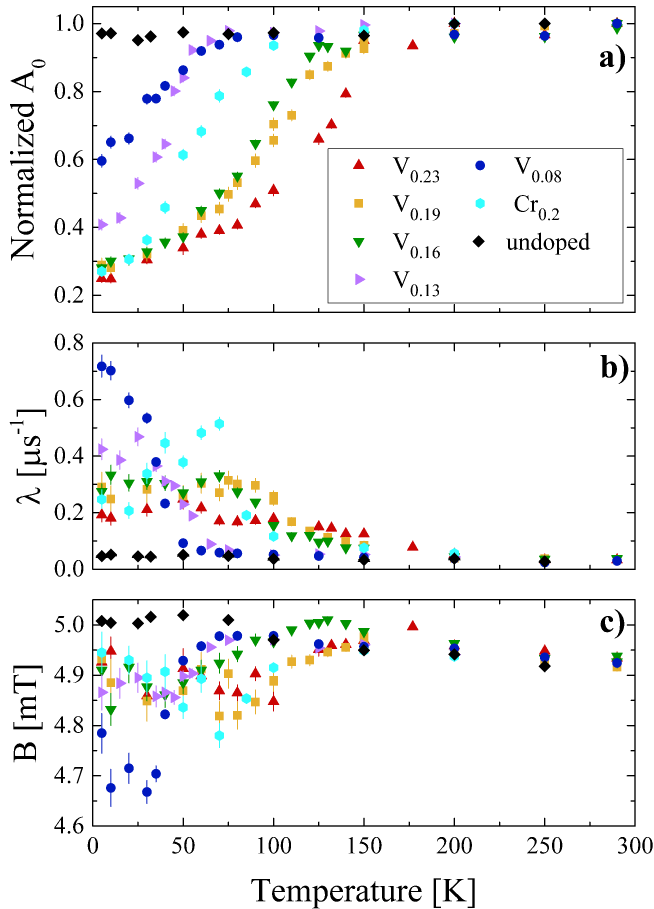 1.0
0.8
0.6
0.4
0.2
Normalized A0
a)
V0.23 V0.08
V0.19 Cr0.2
V0.16 undoped
V0.13
0.8
0.6
0.4
0.2
0.0
λ [μs-1]
b)
5.0
4.9
4.8
4.7
4.6
B [mT]
c)
0 50 100 150 200 250 300
Temperature [K]